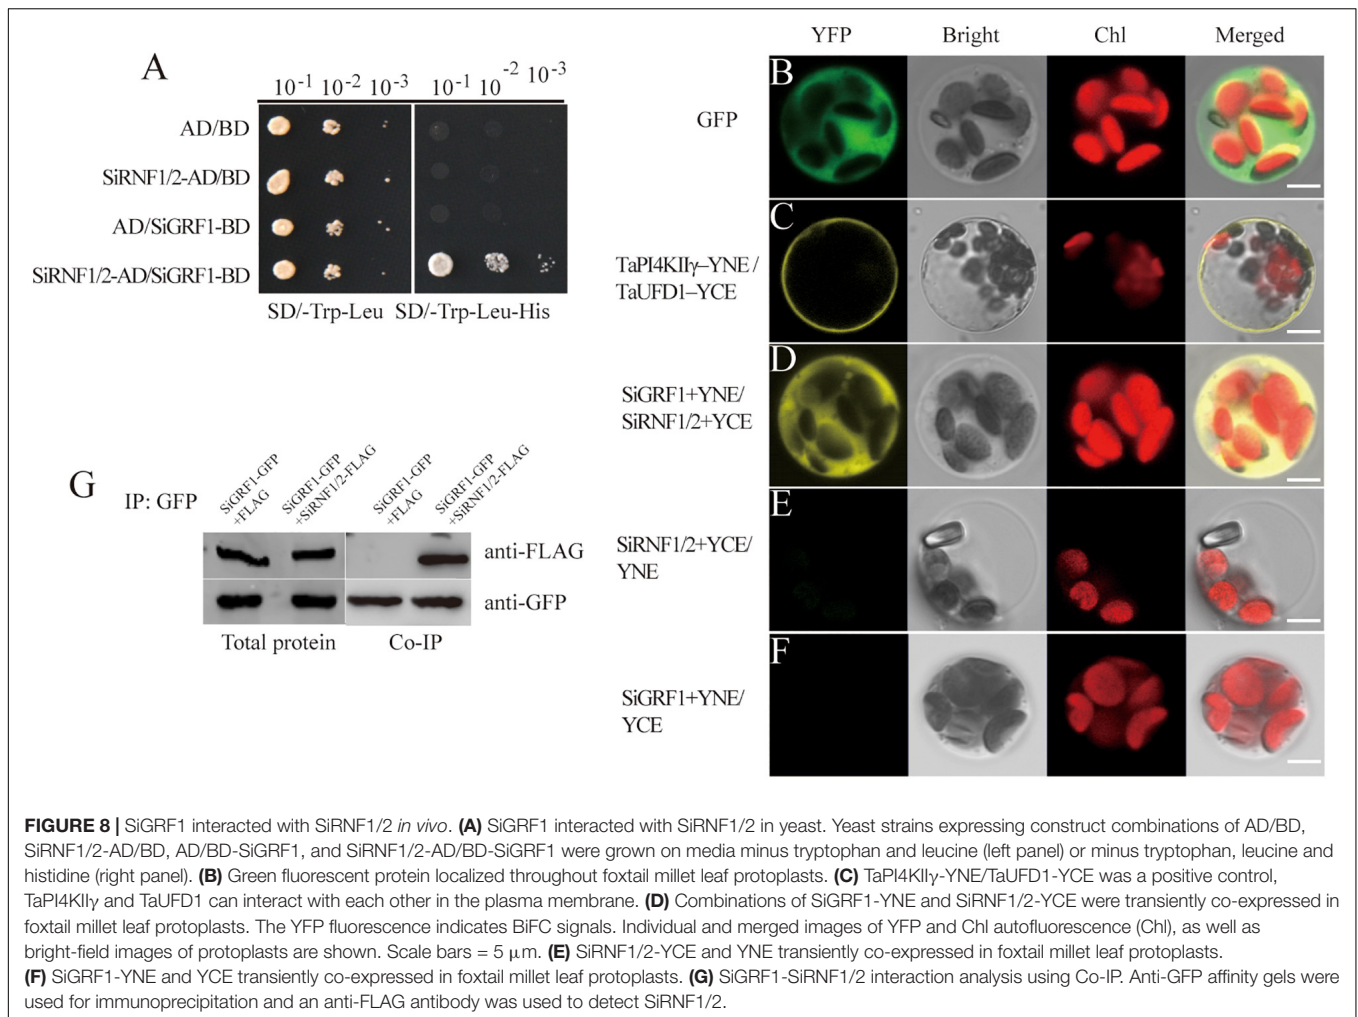 A
10-1 10-2 10-3 10-1 10-2 10-3
AD/BD
SiRNF1/2-AD/BD
AD/SiGRF1-BD
SiRNF1/2-AD/SiGRF1-BD
SD/-Trp-Leu SD/-Trp-Leu-His
G
IP: GFP
SiGRF1-GFP
+FLAG
SiGRF1-GFP
+SiRNF1/2-FLAG
SiGRF1-GFP
+FLAG
SiGRF1-GFP
+SiRNF1/2-FLAG
anti-FLAG
anti-GFP
Total protein Co-IP
YFP Bright Chl Merged
B
GFP
C
TaPI4KIIγ–YNE /
TaUFD1–YCE
D
SiGRF1+YNE/
SiRNF1/2+YCE
E
SiRNF1/2+YCE/
YNE
F
SiGRF1+YNE/
YCE
FIGURE 8 | SiGRF1 interacted with SiRNF1/2 in vivo. (A) SiGRF1 interacted with SiRNF1/2 in yeast. Yeast strains expressing construct combinations of AD/BD,
SiRNF1/2-AD/BD, AD/BD-SiGRF1, and SiRNF1/2-AD/BD-SiGRF1 were grown on media minus tryptophan and leucine (left panel) or minus tryptophan, leucine and
histidine (right panel). (B) Green fluorescent protein localized throughout foxtail millet leaf protoplasts. (C) TaPI4KIIγ-YNE/TaUFD1-YCE was a positive control,
TaPI4KIIγ and TaUFD1 can interact with each other in the plasma membrane. (D) Combinations of SiGRF1-YNE and SiRNF1/2-YCE were transiently co-expressed in
foxtail millet leaf protoplasts. The YFP fluorescence indicates BiFC signals. Individual and merged images of YFP and Chl autofluorescence (Chl), as well as
bright-field images of protoplasts are shown. Scale bars = 5 μm. (E) SiRNF1/2-YCE and YNE transiently co-expressed in foxtail millet leaf protoplasts.
(F) SiGRF1-YNE and YCE transiently co-expressed in foxtail millet leaf protoplasts. (G) SiGRF1-SiRNF1/2 interaction analysis using Co-IP. Anti-GFP affinity gels were
used for immunoprecipitation and an anti-FLAG antibody was used to detect SiRNF1/2.